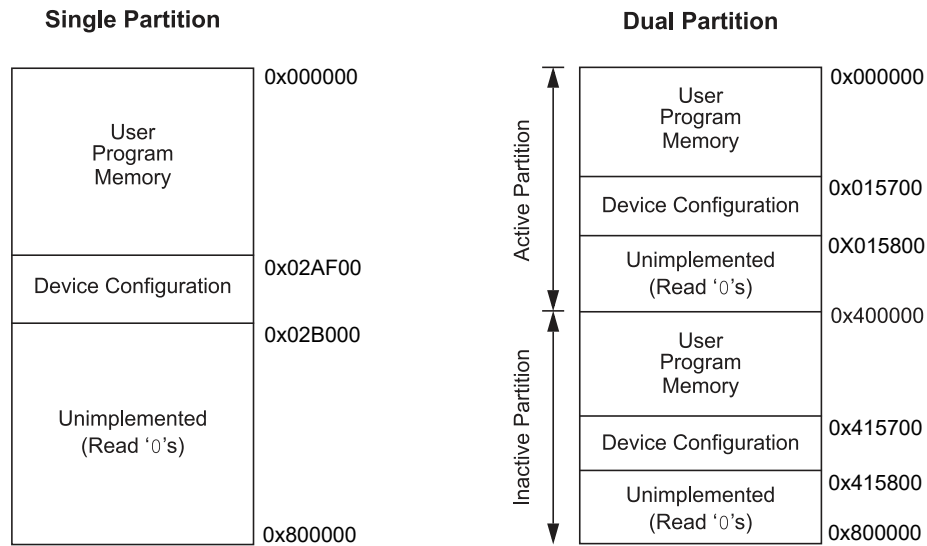 Single Partition
0x000000
User
Program
Memory
0x02AF00
Device Configuration
0x02B000
Unimplemented
(Read ‘0’s)
0x800000
Dual Partition
Active Partition
0x000000
User
Program
Memory
0x015700
Device Configuration
0X015800
Unimplemented
(Read ‘0’s)
0x400000
Inactive Partition
User
Program
Memory
0x415700
Device Configuration
0x415800
Unimplemented
(Read ‘0’s)
0x800000